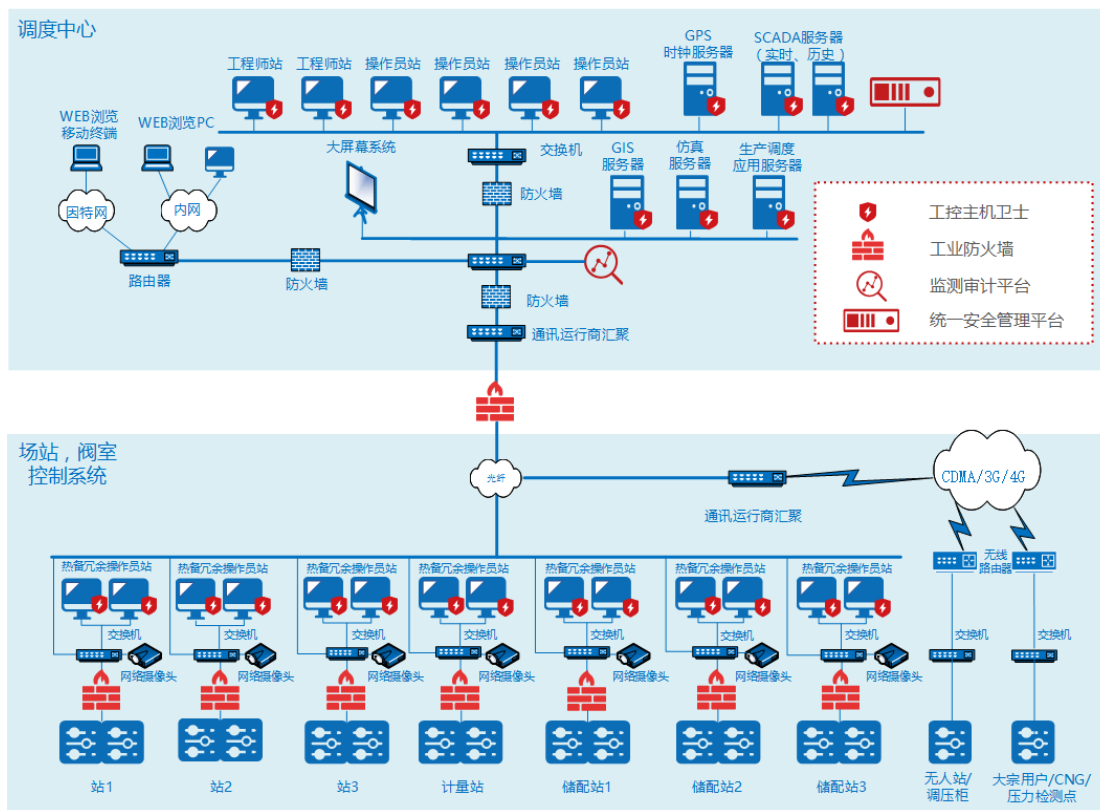 调度中心
工程师站
工程师站
操作员站
操作员站
操作员站
操作员站
GPS
时钟服务器
SCADA服务器
（实时、历史）
WEB浏览
移动终端
WEB浏览PC
大屏幕系统
交换机
GIS
服务器
仿真
服务器
生产调度
应用服务器
防火墙
因特网
内网
路由器
防火墙
防火墙
通讯运行商汇聚
工控主机卫士
工业防火墙
监测审计平台
统一安全管理平台
场站，阀室
控制系统
光纤
CDMA/3G/4G
通讯运行商汇聚
无线
路由器
热备冗余操作员站
热备冗余操作员站
热备冗余操作员站
热备冗余操作员站
热备冗余操作员站
热备冗余操作员站
热备冗余操作员站
交换机
交换机
交换机
交换机
交换机
交换机
交换机
交换机
交换机
网络摄像头
网络摄像头
网络摄像头
网络摄像头
网络摄像头
网络摄像头
网络摄像头
站1
站2
站3
计量站
储配站1
储配站2
储配站3
无人站/
调压柜
大宗用户/CNG/
压力检测点